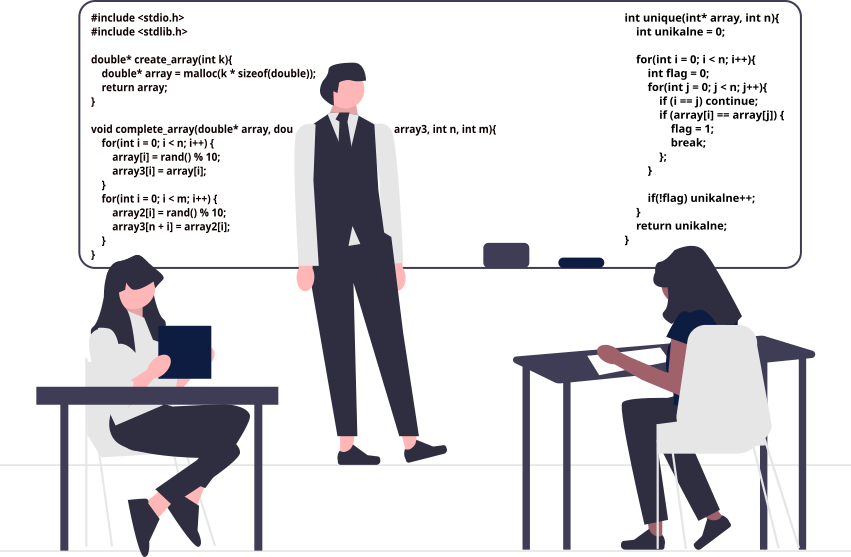 #include <stdio.h>
#include <stdlib.h>
double* create_array(int k){
double* array = malloc(k * sizeof(double));
return array;
}
void complete_array(double* array, dou array3, int n, int m){
for(int i = 0; i < n; i++) {
array[i] = rand() % 10;
array3[i] = array[i];
}
for(int i = 0; i < m; i++) {
array2[i] = rand() % 10;
array3[n + i] = array2[i];
}
}
int unique(int* array, int n){
int unikalne = 0;
for(int i = 0; i < n; i++){
int flag = 0;
for(int j = 0; j < n; j++){
if (i == j) continue;
if (array[i] == array[j]) {
flag = 1;
break;
};
}
if(!flag) unikalne++;
}
return unikalne;
}